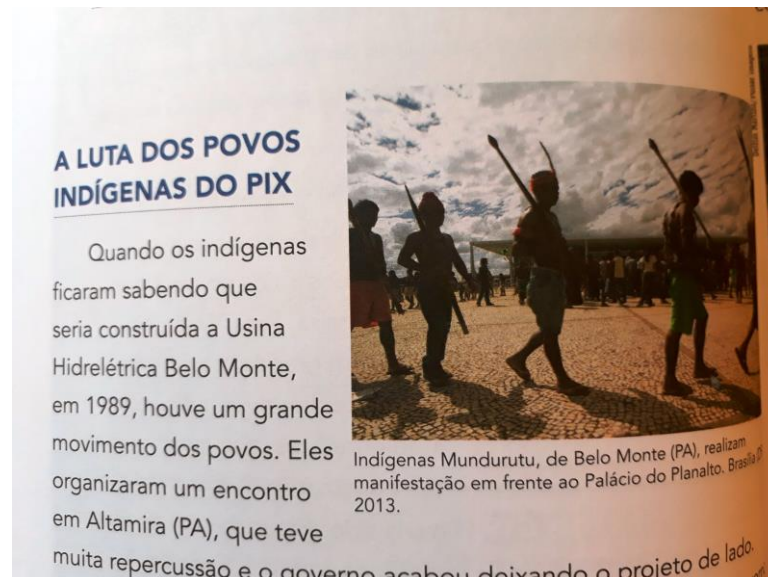 A LUTA DOS POVOS
INDÍGENAS DO PIX
Quando os indígenas
ficaram sabendo que
seria construída a Usina
Hidrelétrica Belo Monte,
em 1989, houve um grande
movimento dos povos. Eles
organizaram um encontro
em Altamira (PA), que teve
muita repercussão e o governo acabou deixando o projeto de lado.
Indígenas Mundurutu, de Belo Monte (PA), realizam
manifestação em frente ao Palácio do Planalto. Brasília
2013.